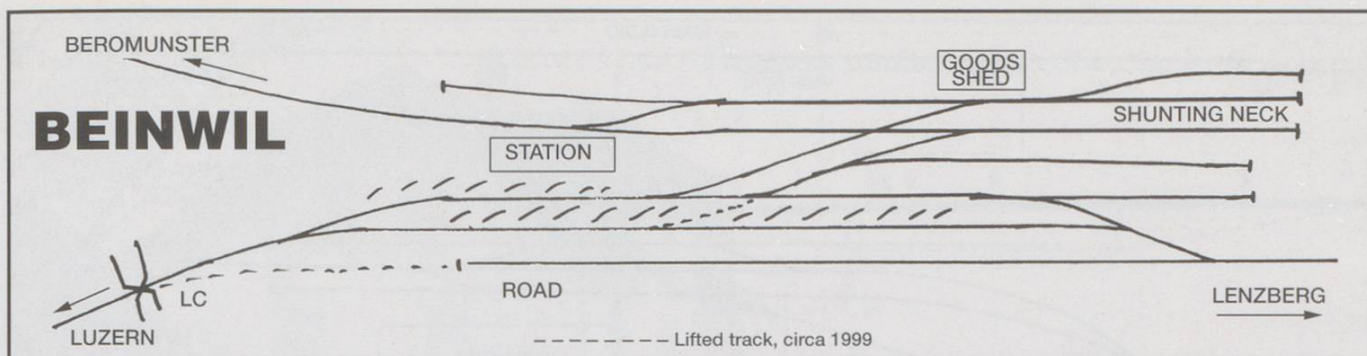 BEROMUNSTER
GOODS
SHED
BEINWIL
SHUNTING NECK
STATION
LC
ROAD
LENZBERG
LUZERN
Lifted track, circa 1999